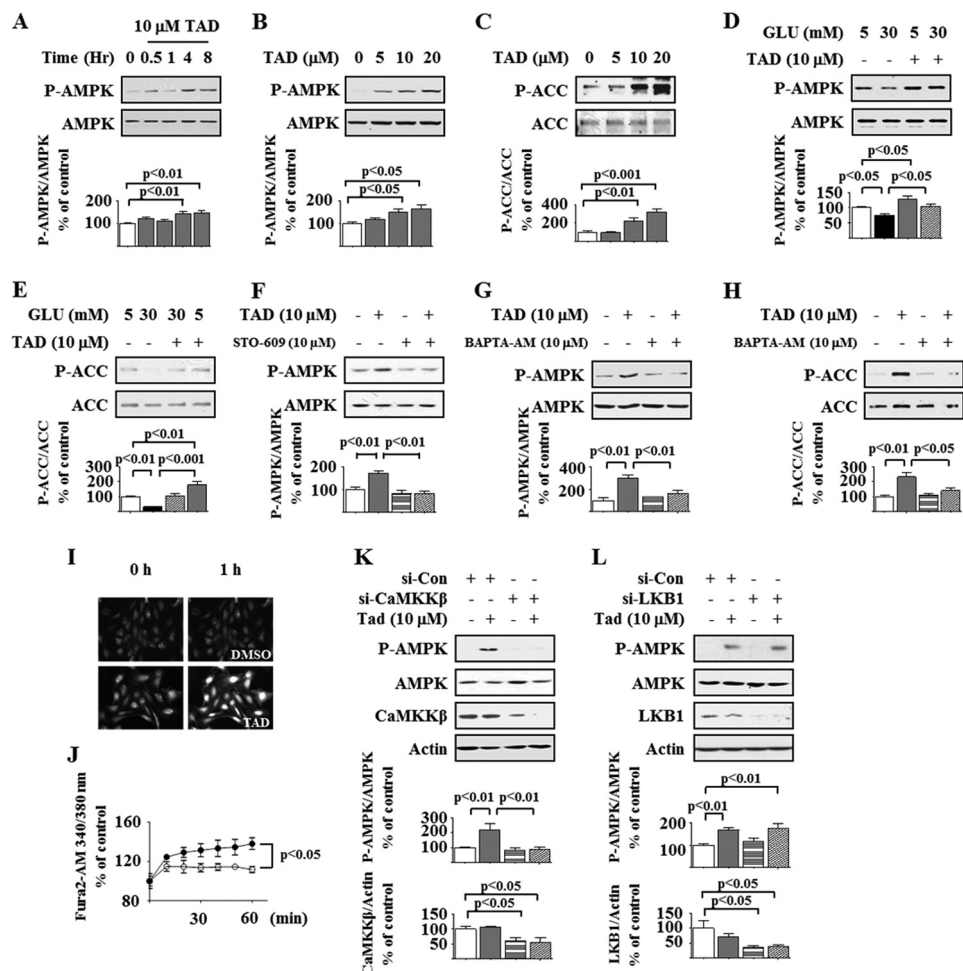 A
10 μM TAD
Time (Hr) 0 0.5 1 4 8
P-AMPK
AMPK
P-AMPK/AMPK
% of control
p<0.01
p<0.01
200
100
B
TAD (μM) 0 5 10 20
P-AMPK
AMPK
P-AMPK/AMPK
% of control
p<0.05
p<0.05
200
100
C
TAD (μM) 0 5 10 20
P-ACC
ACC
P-ACC/ACC
% of control
p<0.001
p<0.01
400
200
D
GLU (mM) 5 30 5 30
TAD (10 μM) - - + +
P-AMPK
AMPK
P-AMPK/AMPK
% of control
p<0.05
p<0.05 p<0.05
150
100
50
E
GLU (mM) 5 30 30 5
TAD (10 μM) - - + +
P-ACC
ACC
P-ACC/ACC
% of control
p<0.01
p<0.01 p<0.001
300
200
100
F
TAD (10 μM) - + - +
STO-609 (10 μM) - - + +
P-AMPK
AMPK
P-AMPK/AMPK
% of control
p<0.01 p<0.01
200
100
G
TAD (10 μM) - + - +
BAPTA-AM (10 μM) - - + +
P-AMPK
AMPK
P-AMPK/AMPK
% of control
p<0.01 p<0.01
400
200
H
TAD (10 μM) - + - +
BAPTA-AM (10 μM) - - + +
P-ACC
ACC
P-ACC/ACC
% of control
p<0.01 p<0.05
300
200
100
I
0 h 1 h
DMSO
TAD
J
Fura2-AM 340/380 nm
% of control
160
120
80
30 60 (min)
p<0.05
K
si-Con + + - -
si-CaMKKβ - - + +
Tad (10 μM) - + - +
P-AMPK
AMPK
CaMKKβ
Actin
P-AMPK/AMPK
% of control
p<0.01 p<0.01
300
200
100
CaMKKβ/Actin
% of control
p<0.05
p<0.05
150
100
50
L
si-Con + + - -
si-LKB1 - - + +
Tad (10 μM) - + - +
P-AMPK
AMPK
LKB1
Actin
P-AMPK/AMPK
% of control
p<0.01
p<0.01
200
100
LKB1/Actin
% of control
p<0.05
p<0.05
150
100
50